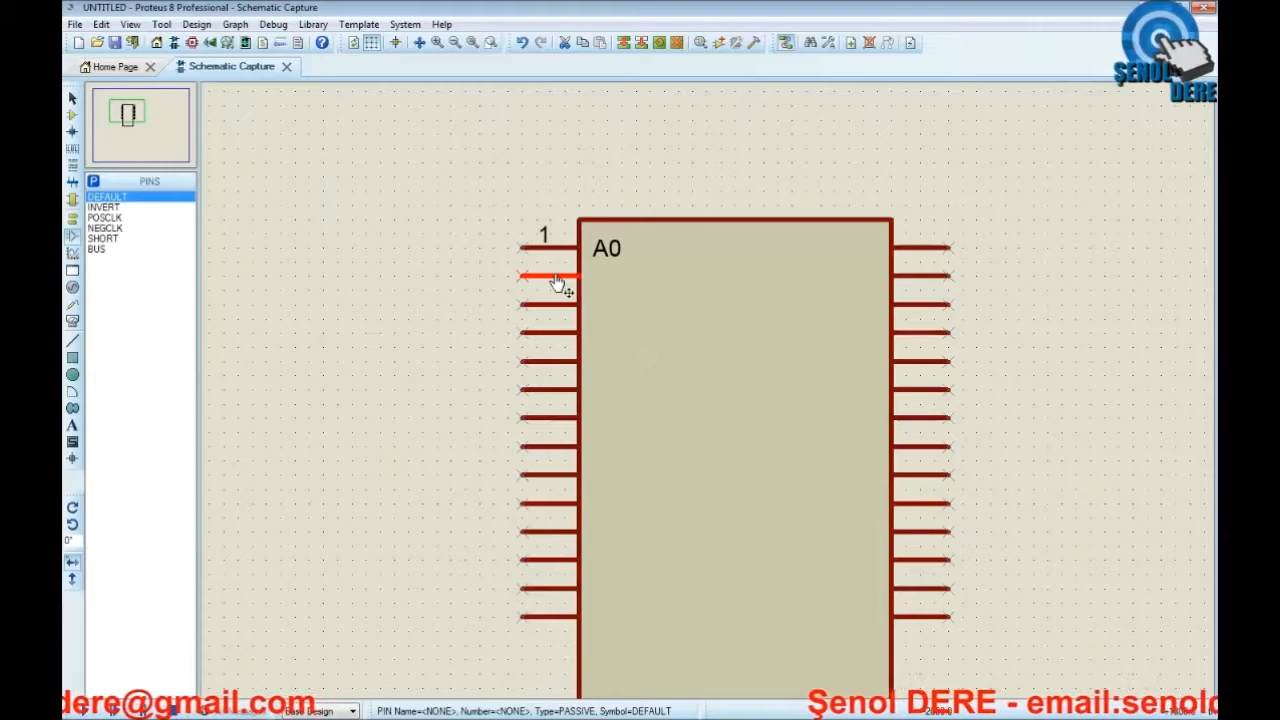 UNTITLED - Proteus 8 Professional - Schematic Capture
File Edit View Tool Design Graph Debug Library Template System Help
Home Page
Schematic Capture
ŞENOL
DERE
P PINS
DEFAULT
INVERT
POSCLK
NEGCLK
SHORT
BUS
1
A0
0°
dere@gmail.com
Şenol DERE - email:senol
Base Design
PIN Name=<NONE>, Number=<NONE>, Type=PASSIVE, Symbol=DEFAULT